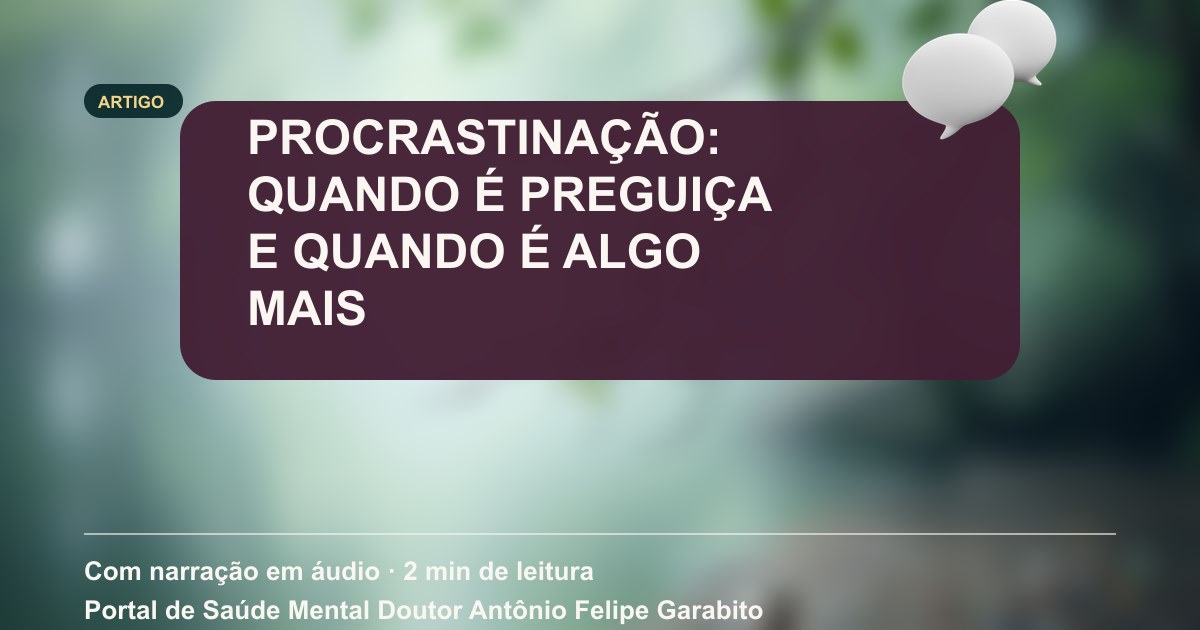 ARTIGO
PROCRASTINAÇÃO:
QUANDO É PREGUIÇA
E QUANDO É ALGO
MAIS
Com narração em áudio · 2 min de leitura
Portal de Saúde Mental Doutor Antônio Felipe Garabito